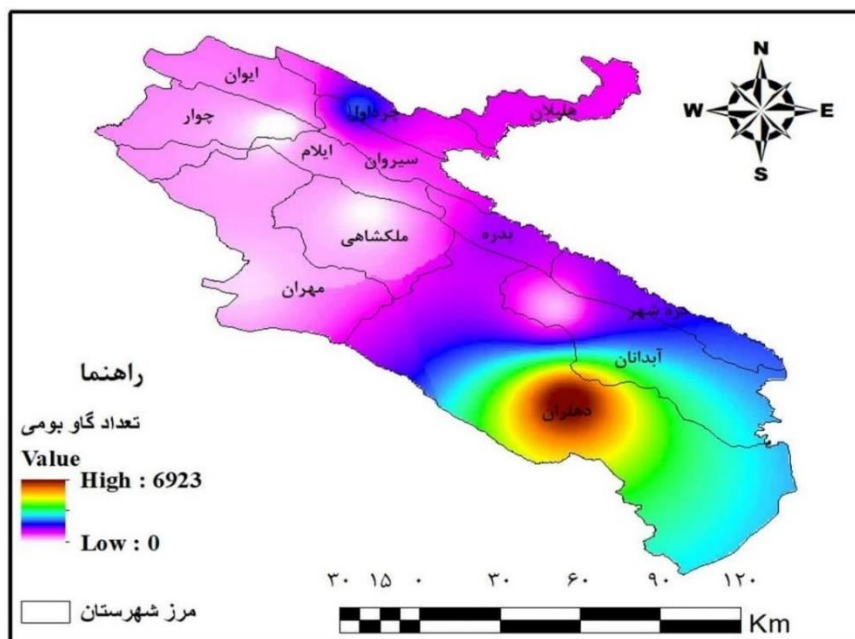 N
W E
S
ایوان
چوار
چرداول
هلیلان
ایلام
سیروان
ملکشاهی
بدره
مهران
دره شهر
آبدانان
دهلران
راهنما
تعداد گاو بومی
Value
High : 6923
Low : 0
مرز شهرستان
۳۰ ۱۵ ۰ ۳۰ ۶۰ ۹۰ ۱۲۰
Km